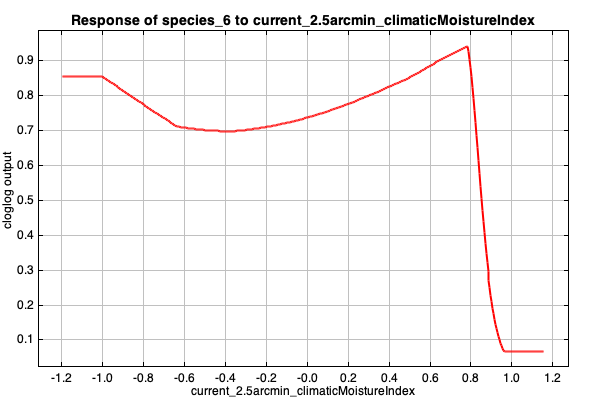 Response of species_6 to current_2.5arcmin_climaticMoistureIndex
cloglog output
0.9
0.8
0.7
0.6
0.5
0.4
0.3
0.2
0.1
-1.2 -1.0 -0.8 -0.6 -0.4 -0.2 -0.0 0.2 0.4 0.6 0.8 1.0 1.2
current_2.5arcmin_climaticMoistureIndex